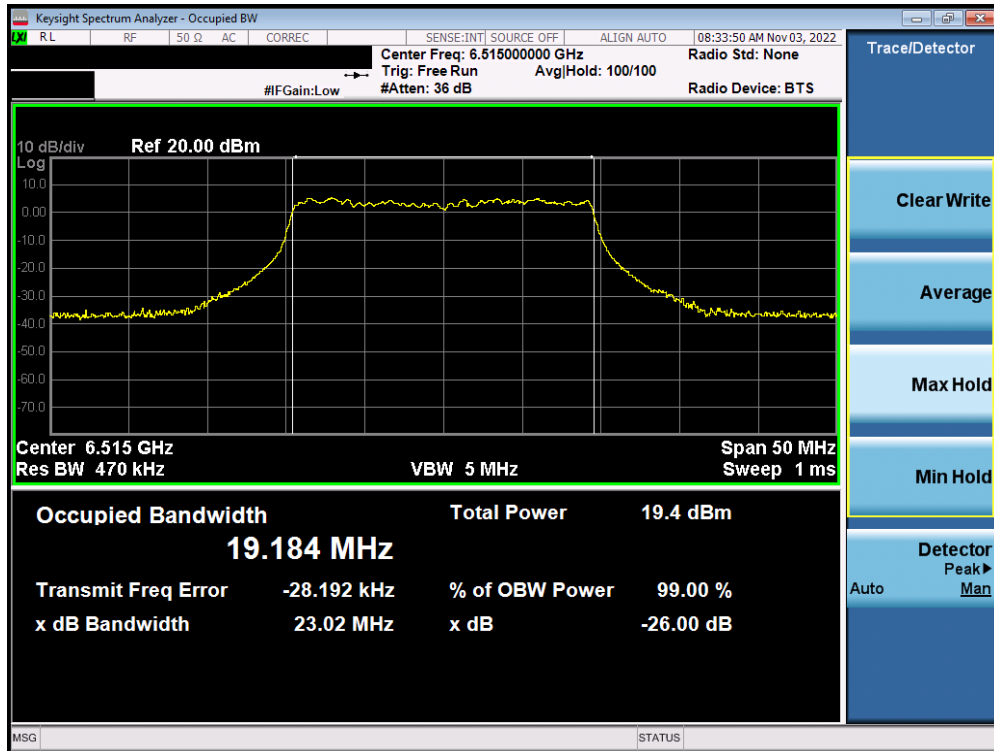 Keysight Spectrum Analyzer - Occupied BW
LXI RL RF 50 Ω AC CORREC SENSE:INT SOURCE OFF ALIGN AUTO 08:33:50 AM Nov 03, 2022
Center Freq: 6.515000000 GHz Radio Std: None
Trig: Free Run Avg|Hold: 100/100
#IFGain:Low #Atten: 36 dB Radio Device: BTS
10 dB/div Ref 20.00 dBm
Log
10.0
0.00
-10.0
-20.0
-30.0
-40.0
-50.0
-60.0
-70.0
Center 6.515 GHz Span 50 MHz
Res BW 470 kHz VBW 5 MHz Sweep 1 ms
Occupied Bandwidth Total Power 19.4 dBm
19.184 MHz
Transmit Freq Error -28.192 kHz % of OBW Power 99.00 %
x dB Bandwidth 23.02 MHz x dB -26.00 dB
MSG STATUS
Trace/Detector
Clear Write
Average
Max Hold
Min Hold
Detector
Peak▶
Auto Man